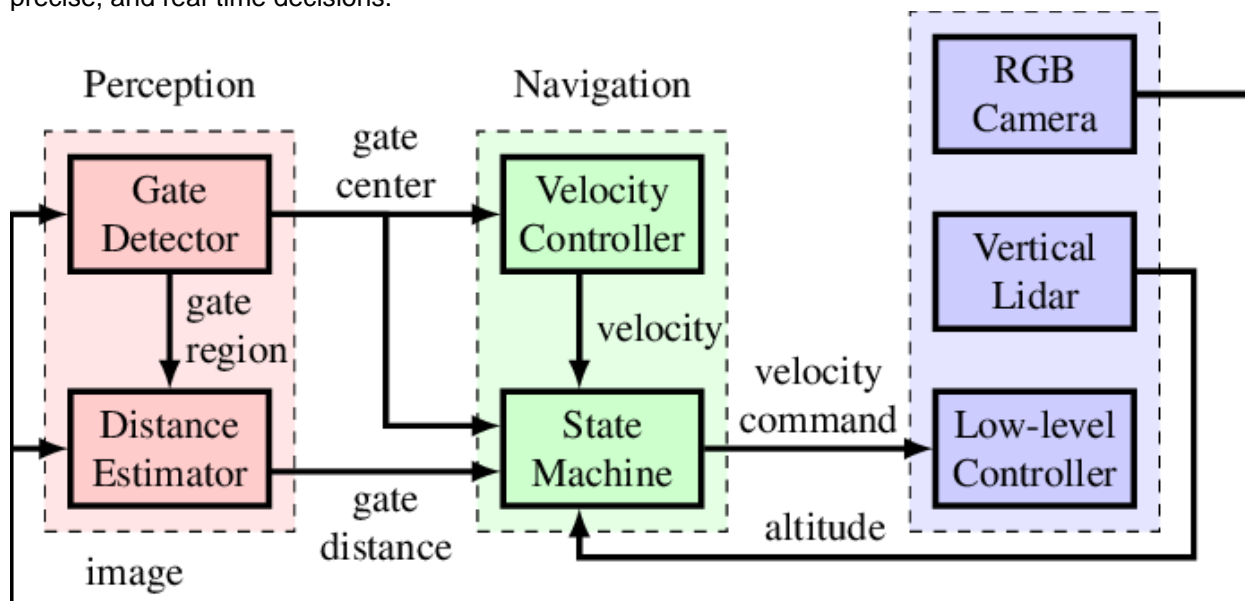 precise, and real time decisions.
Perception
Navigation
RGB
Camera
gate
center
Gate
Detector
Velocity
Controller
Vertical
Lidar
gate
region
velocity
velocity
command
Distance
Estimator
State
Machine
Low-level
Controller
gate
distance
altitude
image